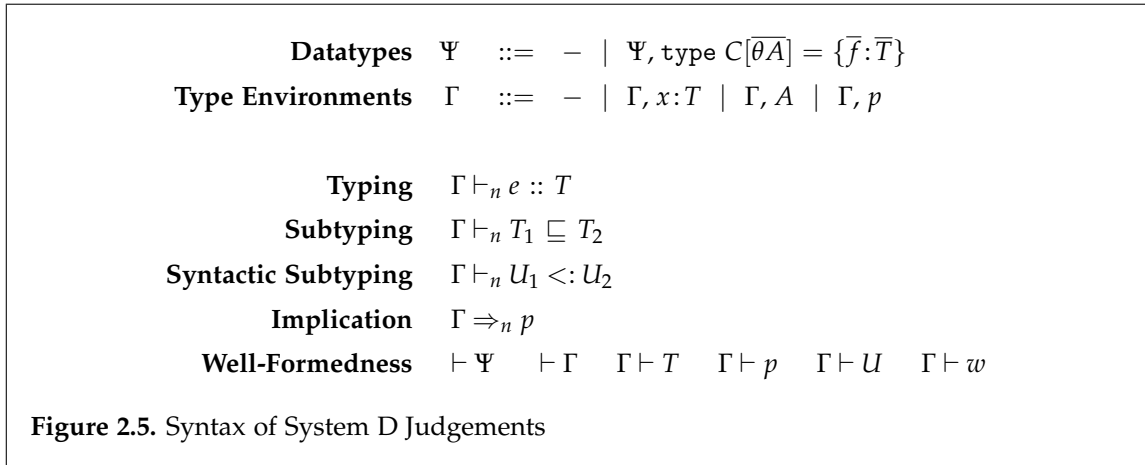 Datatypes Ψ ::= − | Ψ, type C[θA̅] = {f̅ : T̅}
Type Environments Γ ::= − | Γ, x : T | Γ, A | Γ, p
Typing Γ ⊢ₙ e :: T
Subtyping Γ ⊢ₙ T₁ ⊑ T₂
Syntactic Subtyping Γ ⊢ₙ U₁ <: U₂
Implication Γ ⇒ₙ p
Well-Formedness ⊢ Ψ ⊢ Γ Γ ⊢ T Γ ⊢ p Γ ⊢ U Γ ⊢ w
Figure 2.5. Syntax of System D Judgements